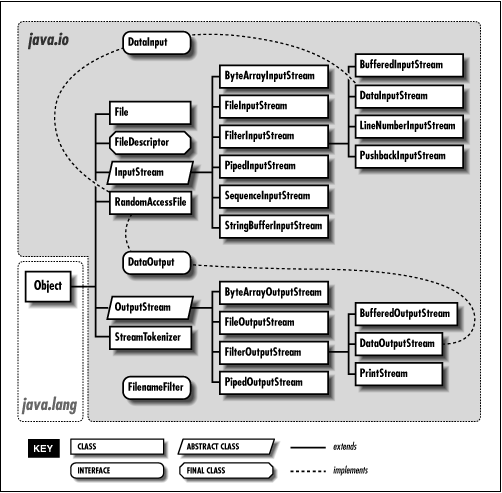 java.io
DataInput
BufferedInputStream
ByteArrayInputStream
DataInputStream
File
FileInputStream
LineNumberInputStream
FileDescriptor
FilterInputStream
PushbackInputStream
InputStream
PipedInputStream
RandomAccessFile
SequenceInputStream
StringBufferInputStream
DataOutput
Object
ByteArrayOutputStream
OutputStream
BufferedOutputStream
FileOutputStream
StreamTokenizer
DataOutputStream
FilterOutputStream
PrintStream
FilenameFilter
PipedOutputStream
java.lang
KEY
CLASS
ABSTRACT CLASS
extends
INTERFACE
FINAL CLASS
implements